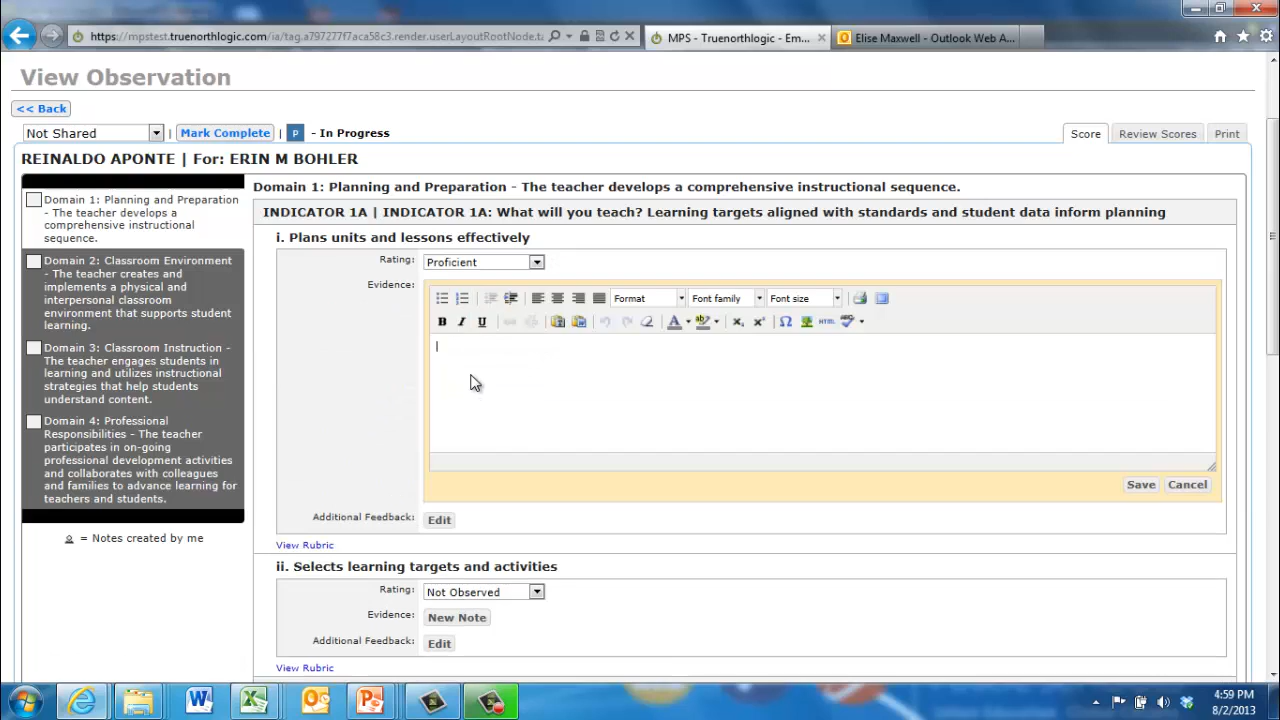 https://mpstest.truenorthlogic.com/ia/tag.a797277f7aca58c3.render.userLayoutRootNode.ta
MPS - Truenorthlogic - Em...
Elise Maxwell - Outlook Web A...
View Observation
<< Back
Not Shared
Mark Complete
P
- In Progress
Score
Review Scores
Print
REINALDO APONTE | For: ERIN M BOHLER
Domain 1: Planning and Preparation
- The teacher develops a
comprehensive instructional
sequence.
Domain 2: Classroom Environment
- The teacher creates and
implements a physical and
interpersonal classroom
environment that supports student
learning.
Domain 3: Classroom Instruction -
The teacher engages students in
learning and utilizes instructional
strategies that help students
understand content.
Domain 4: Professional
Responsibilities - The teacher
participates in on-going
professional development activities
and collaborates with colleagues
and families to advance learning for
teachers and students.
= Notes created by me
Domain 1: Planning and Preparation - The teacher develops a comprehensive instructional sequence.
INDICATOR 1A | INDICATOR 1A: What will you teach? Learning targets aligned with standards and student data inform planning
i. Plans units and lessons effectively
Rating:
Proficient
Evidence:
Format
Font family
Font size
B I U
HTML
Save
Cancel
Additional Feedback:
Edit
View Rubric
ii. Selects learning targets and activities
Rating:
Not Observed
Evidence:
New Note
Additional Feedback:
Edit
View Rubric
4:59 PM
8/2/2013